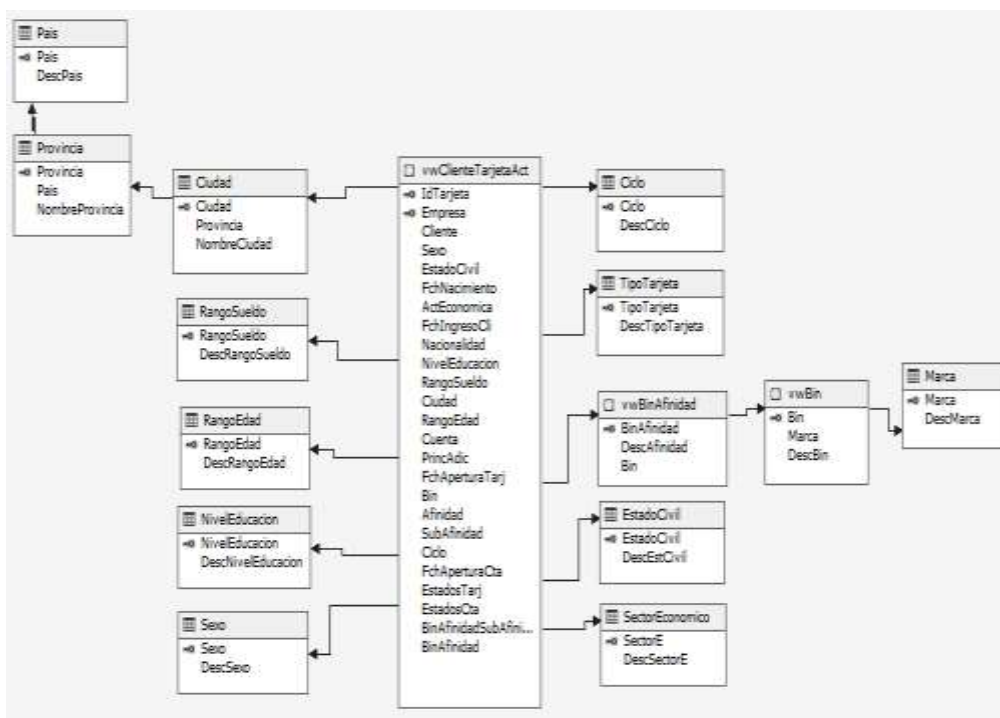 Pais
Pais
DescPais
Provincia
Provincia
Pais
NombreProvincia
Ciudad
Ciudad
Provincia
NombreCiudad
RangoSueldo
RangoSueldo
DescRangoSueldo
RangoEdad
RangoEdad
DescRangoEdad
NivelEducacion
NivelEducacion
DescNivelEducacion
Sexo
Sexo
DescSexo
vwClienteTarjetaAct
IdTarjeta
Empresa
Cliente
Sexo
EstadoCivil
FchNacimiento
ActEconomica
FchIngresoCli
Nacionalidad
NivelEducacion
RangoSueldo
Ciudad
RangoEdad
Cuenta
PrincAdic
FchAperturaTarj
Bin
Afinidad
SubAfinidad
Ciclo
FchAperturaCta
EstadosTarj
EstadosCta
BinAfinidadSubAfini...
BinAfinidad
Ciclo
Ciclo
DescCiclo
TipoTarjeta
TipoTarjeta
DescTipoTarjeta
vwBinAfinidad
BinAfinidad
DescAfinidad
Bin
vwBin
Bin
Marca
DescBin
Marca
Marca
DescMarca
EstadoCivil
EstadoCivil
DescEstCivil
SectorEconomico
SectorE
DescSectorE